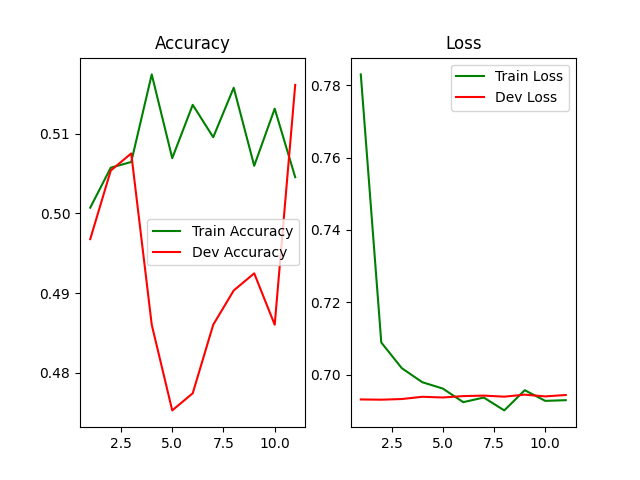 Accuracy
Loss
0.51
0.50
0.49
0.48
Train Accuracy
Dev Accuracy
2.5
5.0
7.5
10.0
0.78
0.76
0.74
0.72
0.70
Train Loss
Dev Loss
2.5
5.0
7.5
10.0